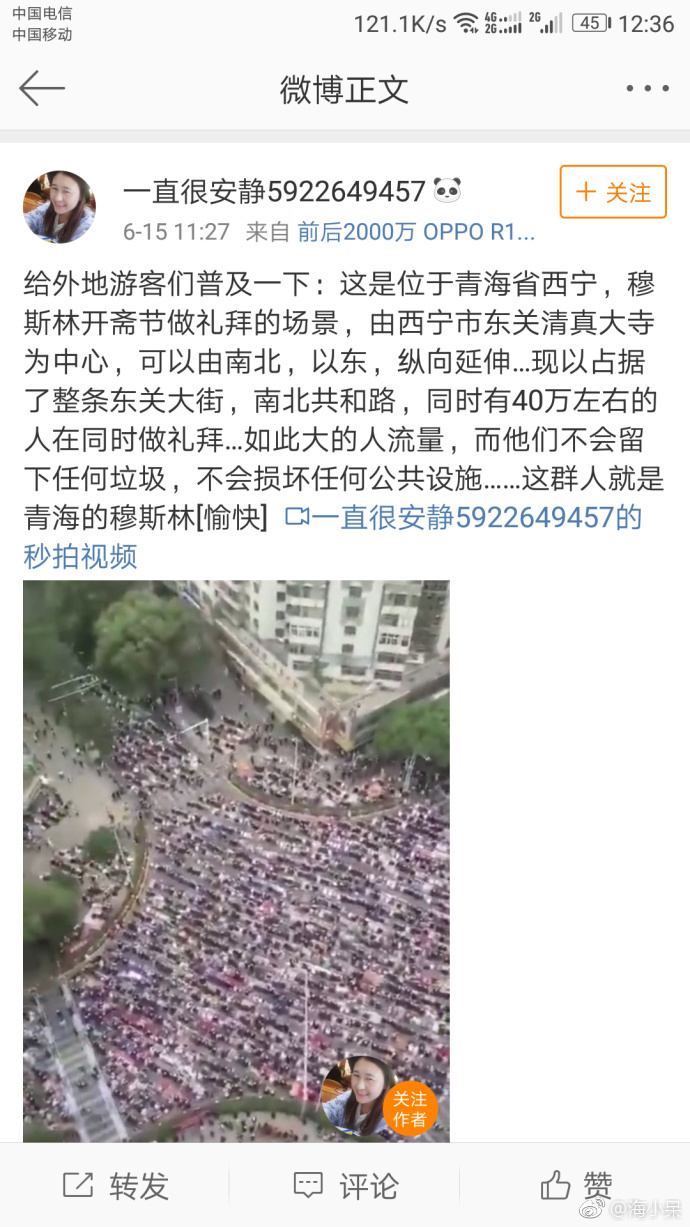 中国电信
中国移动
121.1K/s 4G 2G 2G 45 12:36
微博正文
一直很安静5922649457🐼
＋关注
6-15 11:27 来自 前后2000万 OPPO R1...
给外地游客们普及一下：这是位于青海省西宁，穆
斯林开斋节做礼拜的场景，由西宁市东关清真大寺
为中心，可以由南北，以东，纵向延伸...现以占据
了整条东关大街，南北共和路，同时有40万左右的
人在同时做礼拜...如此大的人流量，而他们不会留
下任何垃圾，不会损坏任何公共设施……这群人就是
青海的穆斯林[愉快] 一直很安静5922649457的
秒拍视频
关注
作者
转发
评论
赞
@海小杲